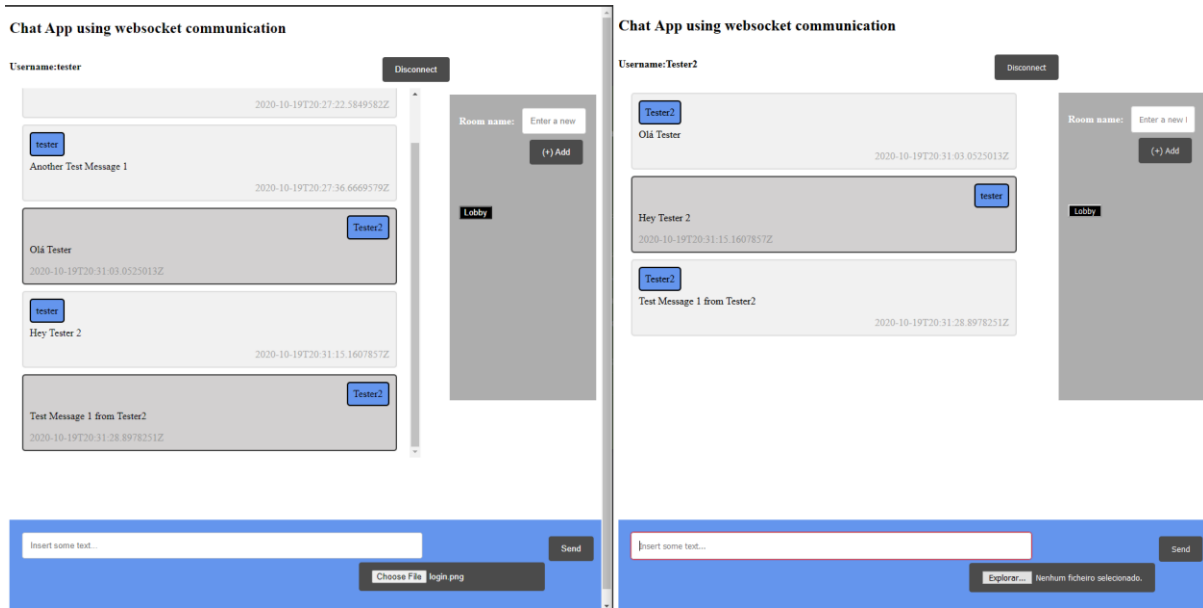 Chat App using websocket communication
Username:tester
Disconnect
2020-10-19T20:27:22.5849582Z
tester
Another Test Message 1
2020-10-19T20:27:36.6669579Z
Tester2
Olá Tester
2020-10-19T20:31:03.0525013Z
tester
Hey Tester 2
2020-10-19T20:31:15.1607857Z
Tester2
Test Message 1 from Tester2
2020-10-19T20:31:28.8978251Z
Room name: Enter a new
(+) Add
Lobby
Insert some text...
Send
Choose File login.png
Chat App using websocket communication
Username:Tester2
Disconnect
Tester2
Olá Tester
2020-10-19T20:31:03.0525013Z
tester
Hey Tester 2
2020-10-19T20:31:15.1607857Z
Tester2
Test Message 1 from Tester2
2020-10-19T20:31:28.8978251Z
Room name: Enter a new
(+) Add
Lobby
Insert some text...
Send
Explorar... Nenhum ficheiro selecionado.